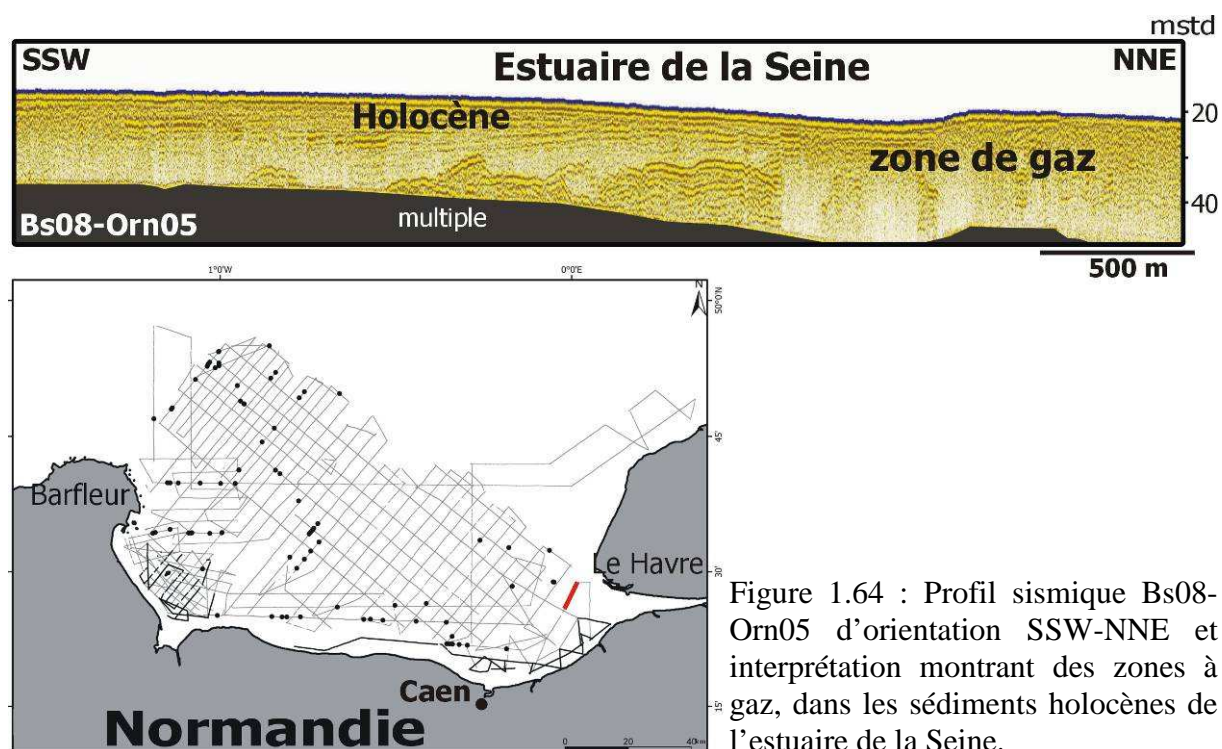 mstd
SSW
Estuaire de la Seine
NNE
Holocène
20
zone de gaz
40
Bs08-Orn05
multiple
500 m
1°0'W
0°0'E
N
50°0'N
45'
Barfleur
Le Havre
30'
Caen
15'
Normandie
0 20 40km
Figure 1.64 : Profil sismique Bs08-
Orn05 d'orientation SSW-NNE et
interprétation montrant des zones à
gaz, dans les sédiments holocènes de
l'estuaire de la Seine.